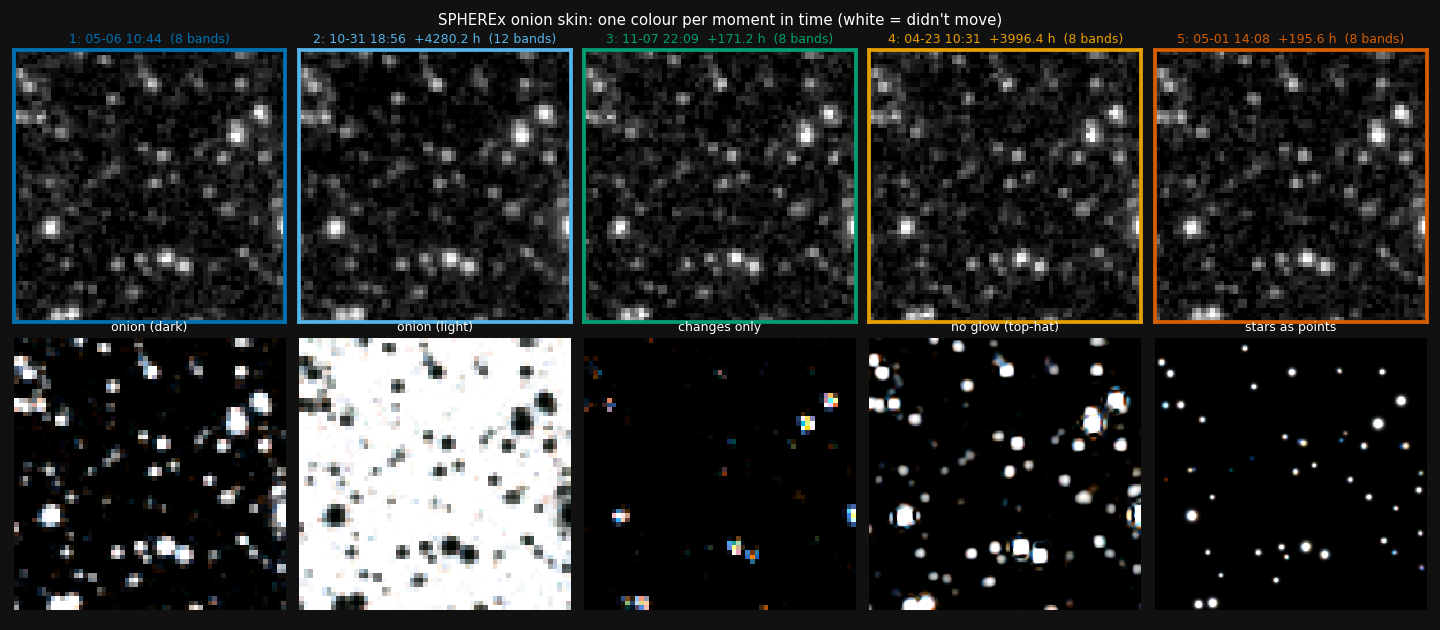 SPHEREx onion skin: one colour per moment in time (white = didn't move)
1: 05-06 10:44  (8 bands)
2: 10-31 18:56  +4280.2 h  (12 bands)
3: 11-07 22:09  +171.2 h  (8 bands)
4: 04-23 10:31  +3996.4 h  (8 bands)
5: 05-01 14:08  +195.6 h  (8 bands)
onion (dark)
onion (light)
changes only
no glow (top-hat)
stars as points